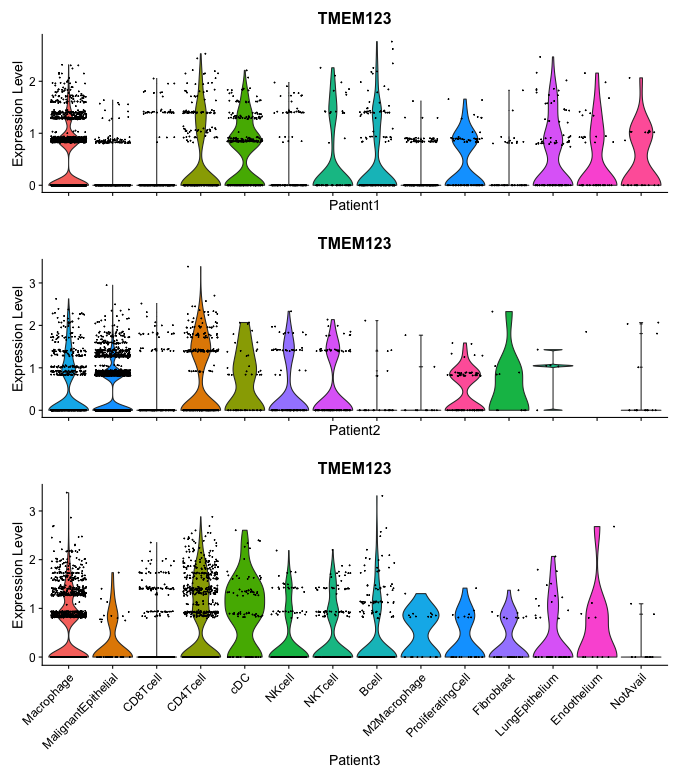 TMEM123
Expression Level
2
1
0
Patient1
TMEM123
Expression Level
3
2
1
0
Patient2
TMEM123
Expression Level
3
2
1
0
Macrophage
MalignantEpithelial
CD8Tcell
CD4Tcell
cDC
NKcell
NKTcell
Bcell
M2Macrophage
ProliferatingCell
Fibroblast
LungEpithelium
Endothelium
NotAvail
Patient3